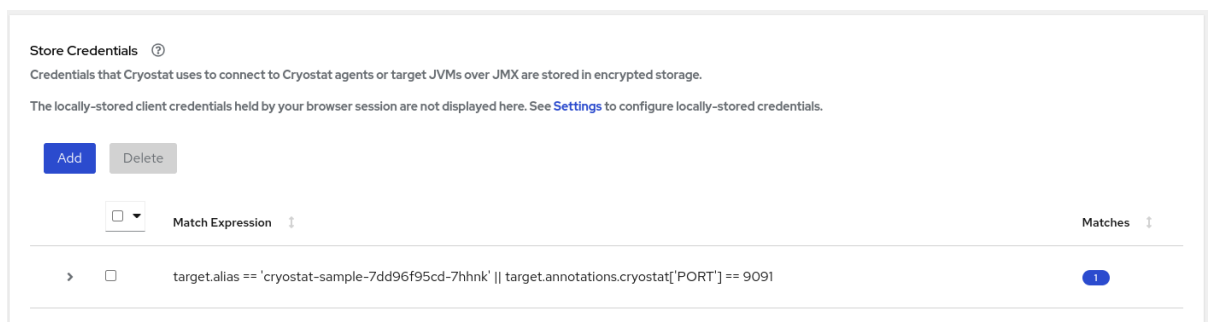 Store Credentials
Credentials that Cryostat uses to connect to Cryostat agents or target JVMs over JMX are stored in encrypted storage.
The locally-stored client credentials held by your browser session are not displayed here. See Settings to configure locally-stored credentials.
Add Delete
Match Expression Matches
target.alias == 'cryostat-sample-7dd96f95cd-7hhnk' || target.annotations.cryostat['PORT'] == 9091 1